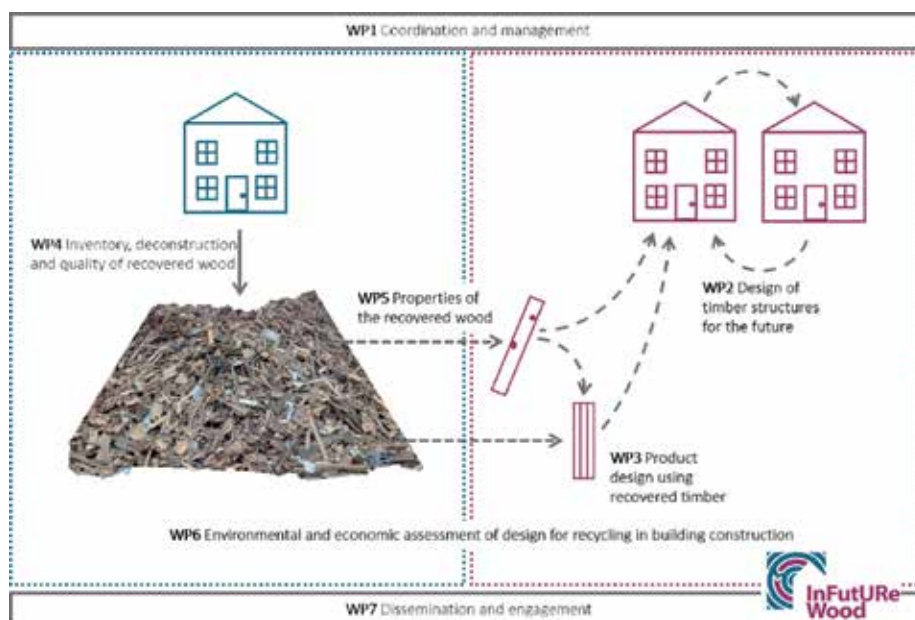 WP1 Coordination and management
WP4 Inventory, deconstruction
and quality of recovered wood
WP5 Properties of
the recovered wood
WP2 Design of
timber structures
for the future
WP3 Product
design using
recovered timber
WP6 Environmental and economic assessment of design for recycling in building construction
InFutURe
Wood
WP7 Dissemination and engagement